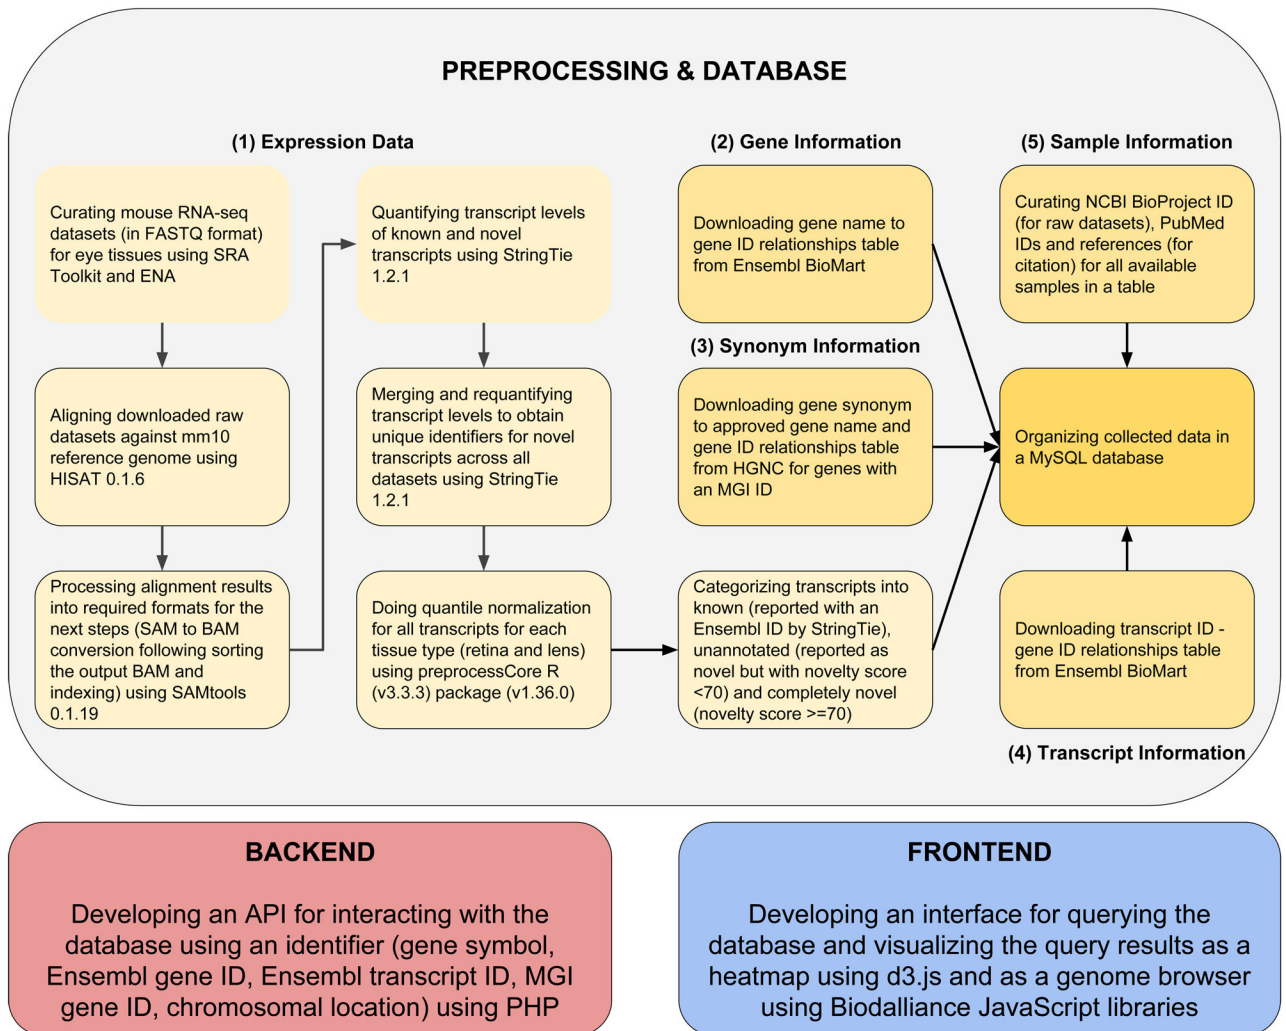 PREPROCESSING & DATABASE
(1) Expression Data
Curating mouse RNA-seq
datasets (in FASTQ format)
for eye tissues using SRA
Toolkit and ENA
Aligning downloaded raw
datasets against mm10
reference genome using
HISAT 0.1.6
Processing alignment results
into required formats for the
next steps (SAM to BAM
conversion following sorting
the output BAM and
indexing) using SAMtools
0.1.19
Quantifying transcript levels
of known and novel
transcripts using StringTie
1.2.1
Merging and requantifying
transcript levels to obtain
unique identifiers for novel
transcripts across all
datasets using StringTie
1.2.1
Doing quantile normalization
for all transcripts for each
tissue type (retina and lens)
using preprocessCore R
(v3.3.3) package (v1.36.0)
Categorizing transcripts into
known (reported with an
Ensembl ID by StringTie),
unannotated (reported as
novel but with novelty score
<70) and completely novel
(novelty score >=70)
(2) Gene Information
Downloading gene name to
gene ID relationships table
from Ensembl BioMart
(3) Synonym Information
Downloading gene synonym
to approved gene name and
gene ID relationships table
from HGNC for genes with
an MGI ID
(5) Sample Information
Curating NCBI BioProject ID
(for raw datasets), PubMed
IDs and references (for
citation) for all available
samples in a table
Organizing collected data in
a MySQL database
Downloading transcript ID -
gene ID relationships table
from Ensembl BioMart
(4) Transcript Information
BACKEND
Developing an API for interacting with the
database using an identifier (gene symbol,
Ensembl gene ID, Ensembl transcript ID, MGI
gene ID, chromosomal location) using PHP
FRONTEND
Developing an interface for querying the
database and visualizing the query results as a
heatmap using d3.js and as a genome browser
using Biodalliance JavaScript libraries